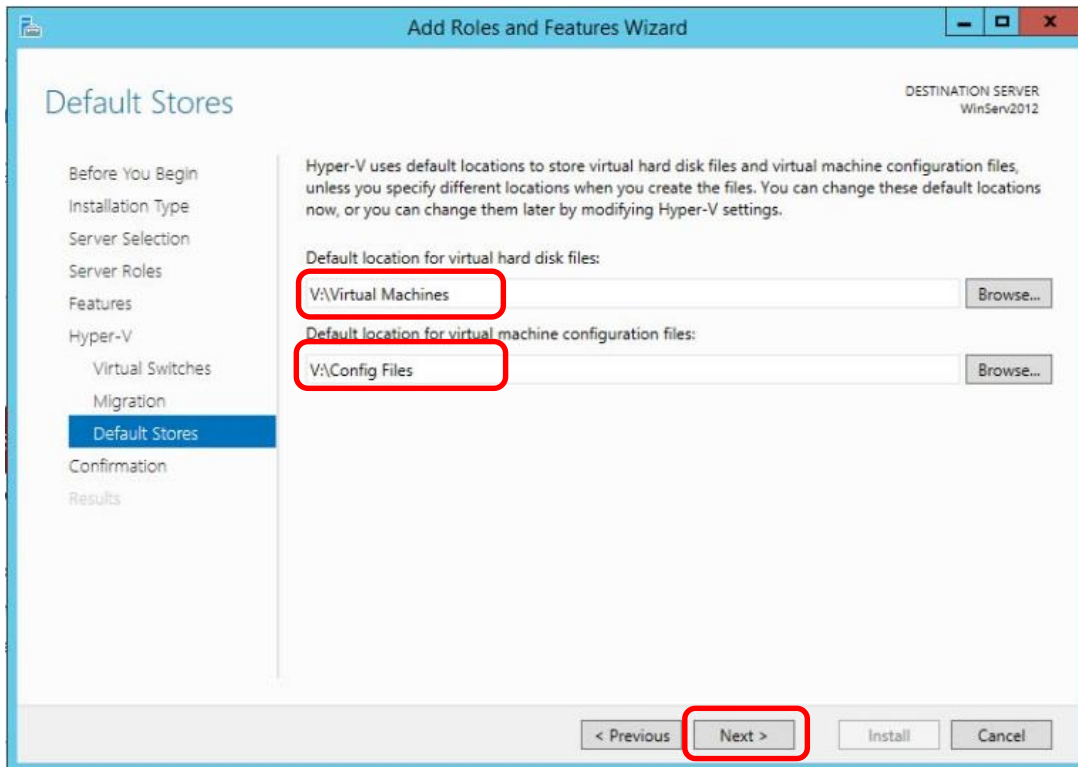 Add Roles and Features Wizard
Default Stores
DESTINATION SERVER
WinServ2012
Before You Begin
Installation Type
Server Selection
Server Roles
Features
Hyper-V
Virtual Switches
Migration
Default Stores
Confirmation
Results
Hyper-V uses default locations to store virtual hard disk files and virtual machine configuration files,
unless you specify different locations when you create the files. You can change these default locations
now, or you can change them later by modifying Hyper-V settings.
Default location for virtual hard disk files:
V:\Virtual Machines
Browse...
Default location for virtual machine configuration files:
V:\Config Files
Browse...
< Previous
Next >
Install
Cancel